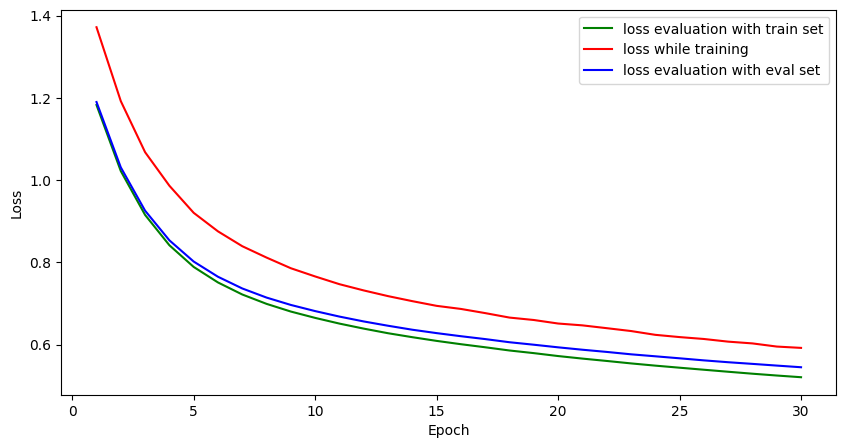 1.4
1.2
1.0
0.8
0.6
Loss
loss evaluation with train set
loss while training
loss evaluation with eval set
0
5
10
15
20
25
30
Epoch